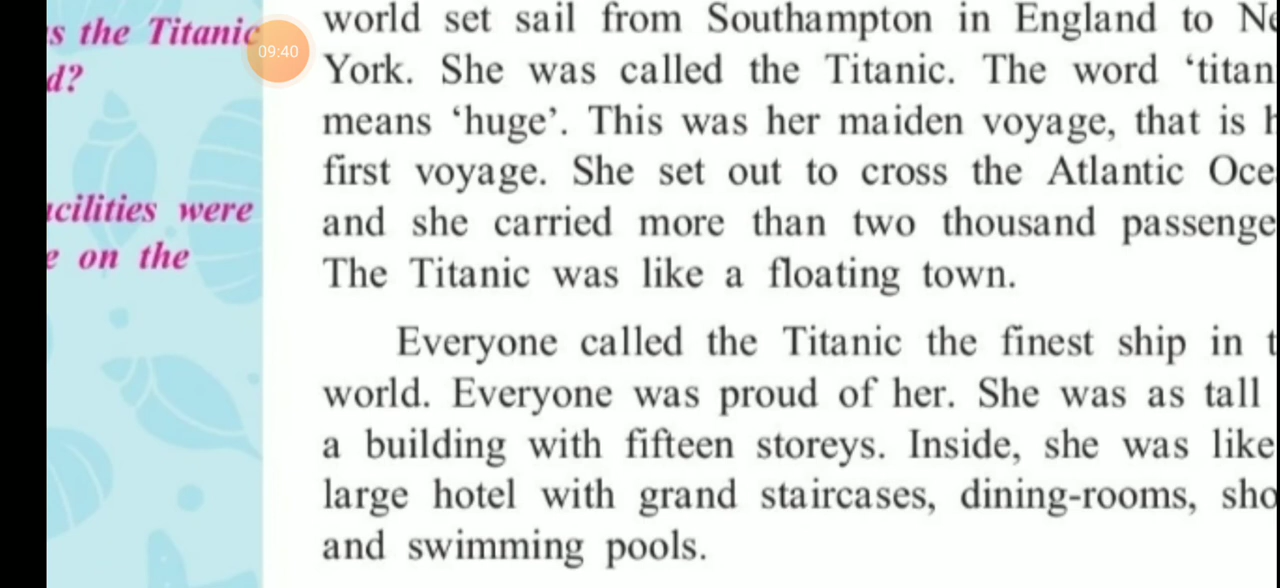 s the Titanic
d?
cilities were
e on the
09:40
world set sail from Southampton in England to
York. She was called the Titanic. The word ‘titan
means ‘huge’. This was her maiden voyage, that is
first voyage. She set out to cross the Atlantic Oce
and she carried more than two thousand passenge
The Titanic was like a floating town.
Everyone called the Titanic the finest ship in t
world. Everyone was proud of her. She was as tall
a building with fifteen storeys. Inside, she was like
large hotel with grand staircases, dining-rooms, sho
and swimming pools.